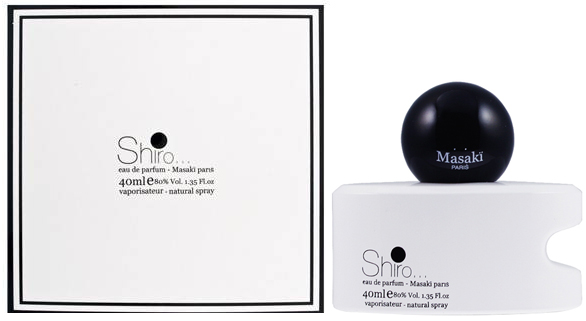 Shiro...
eau de parfum - Masaki paris
40ml e 80% Vol. 1.35 Fl.oz
vaporisateur - natural spray
Masakï
PARIS
Shiro...
eau de parfum - Masaki paris
40ml e 80% Vol. 1.35 Fl.oz
vaporisateur - natural spray